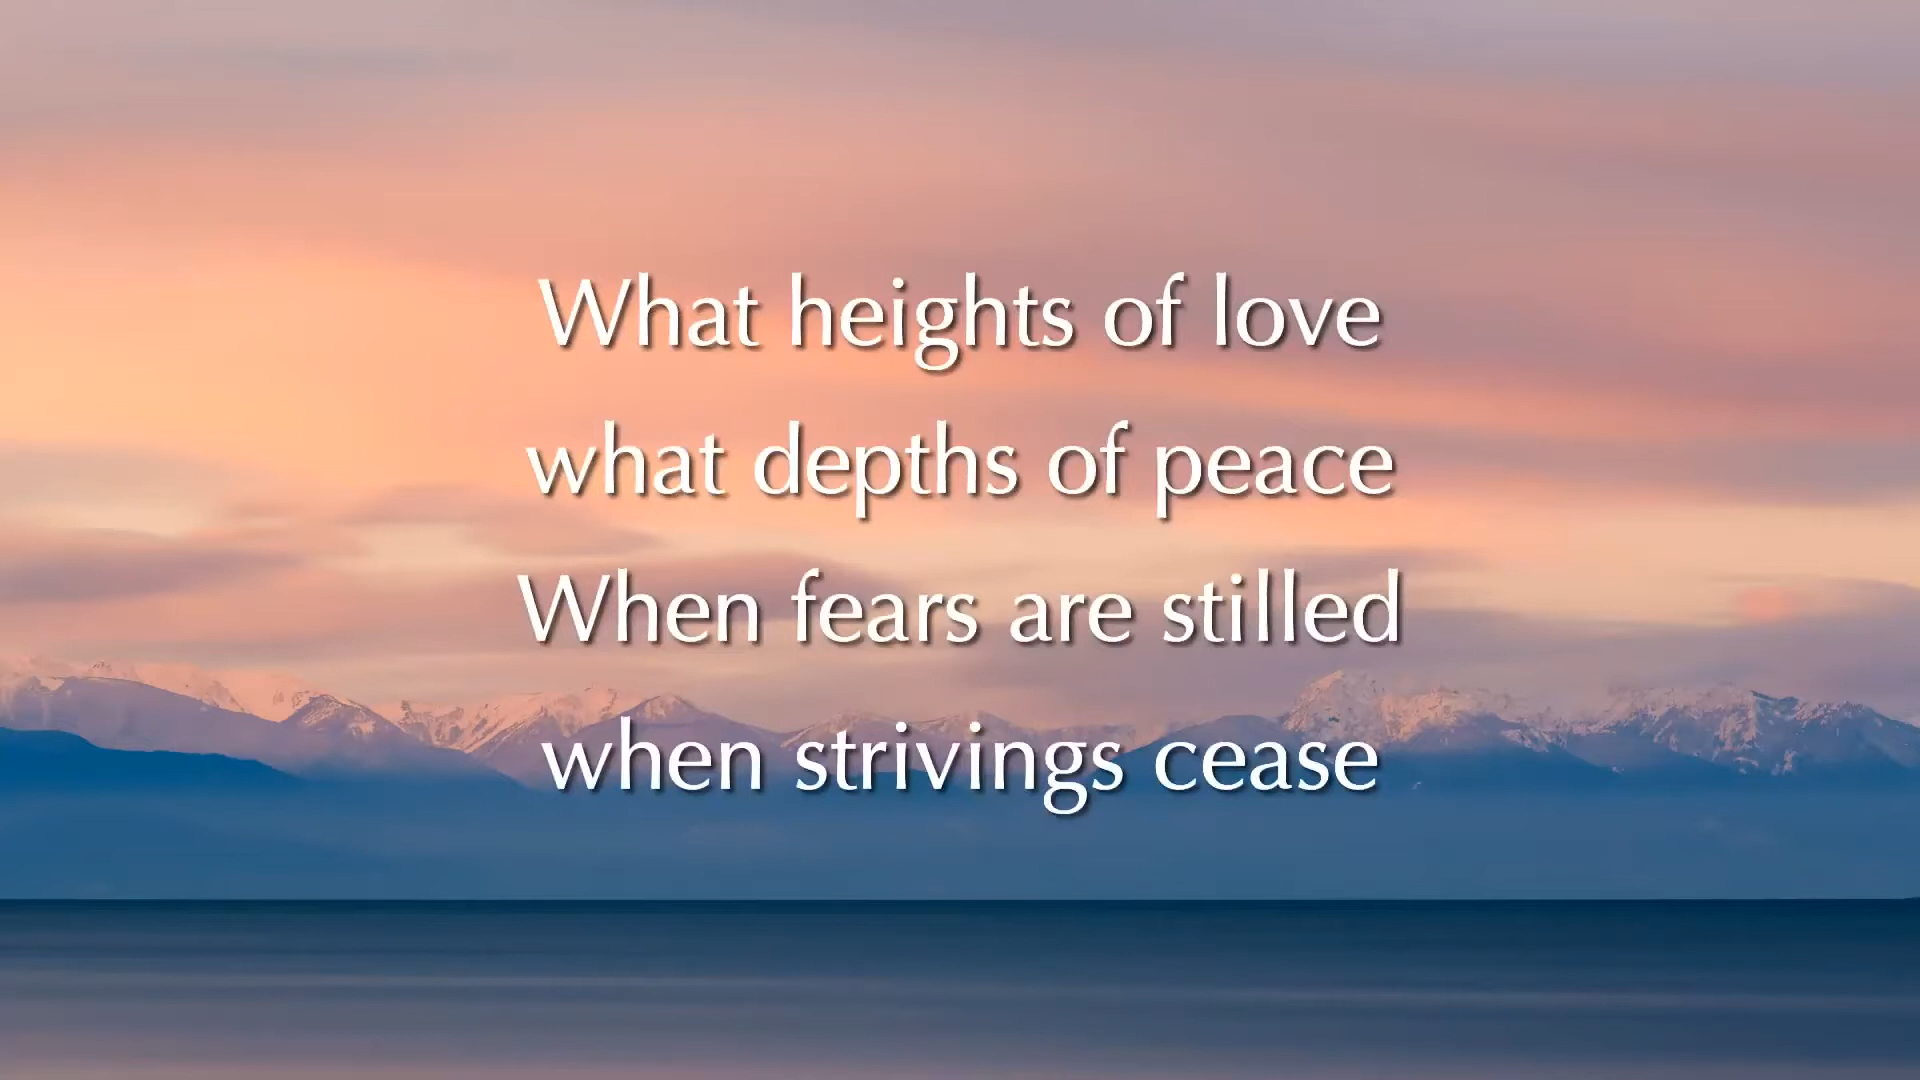 What heights of love
what depths of peace
When fears are stilled
when strivings cease